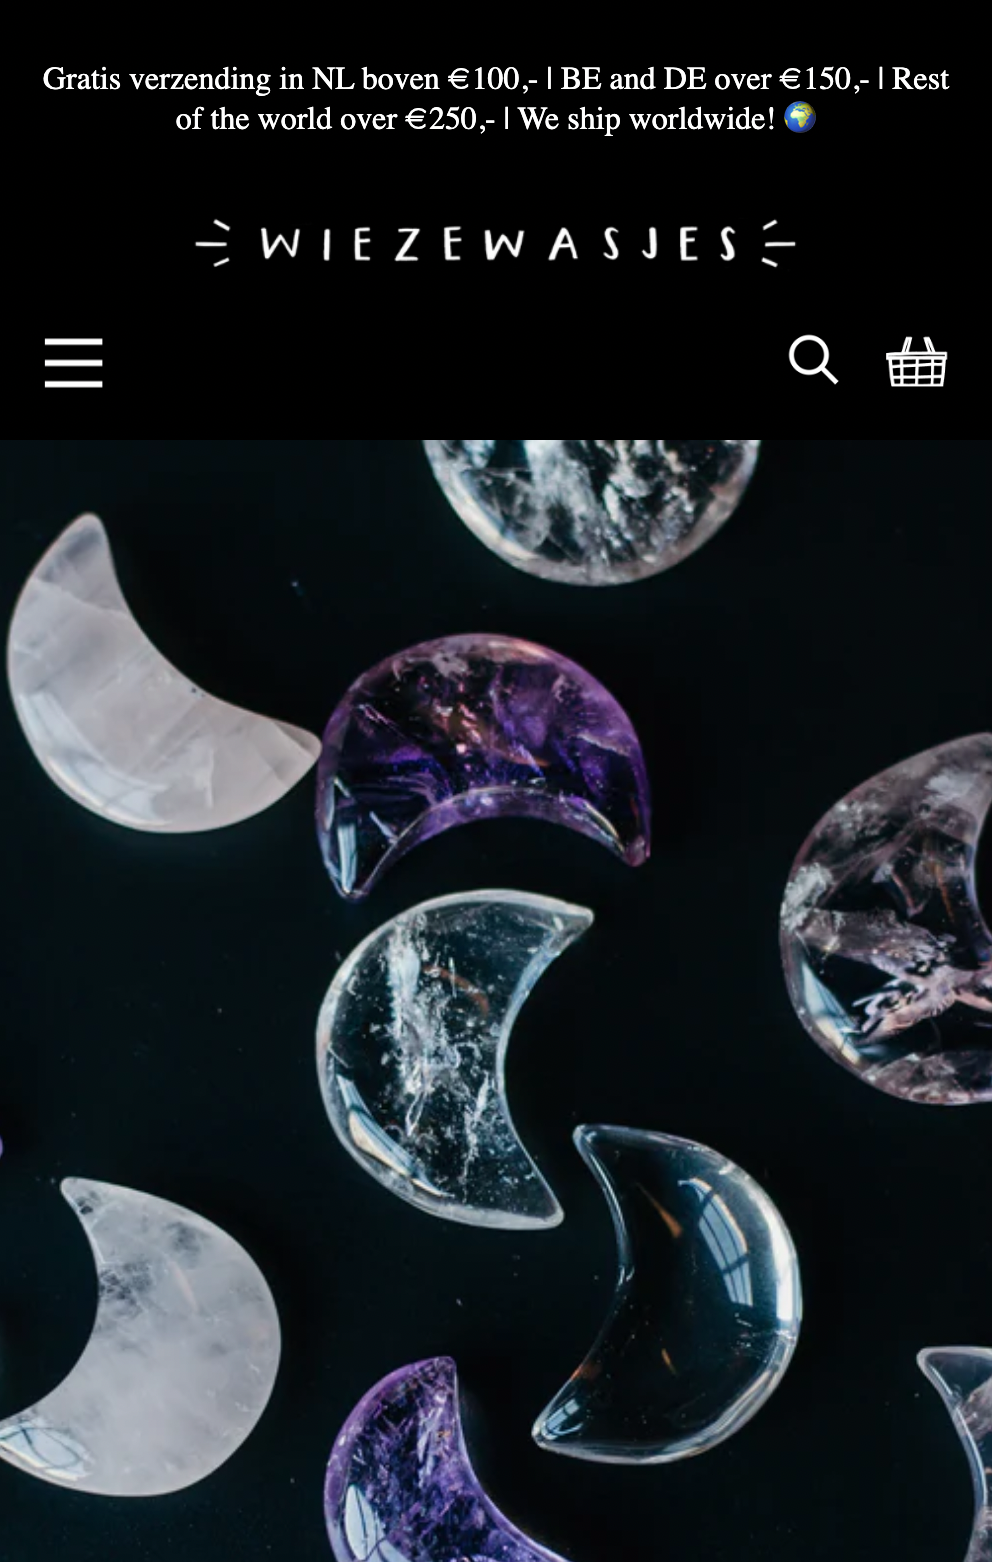 Gratis verzending in NL boven €100,- | BE and DE over €150,- | Rest
of the world over €250,- | We ship worldwide! 🌍
WIEZEWASJES